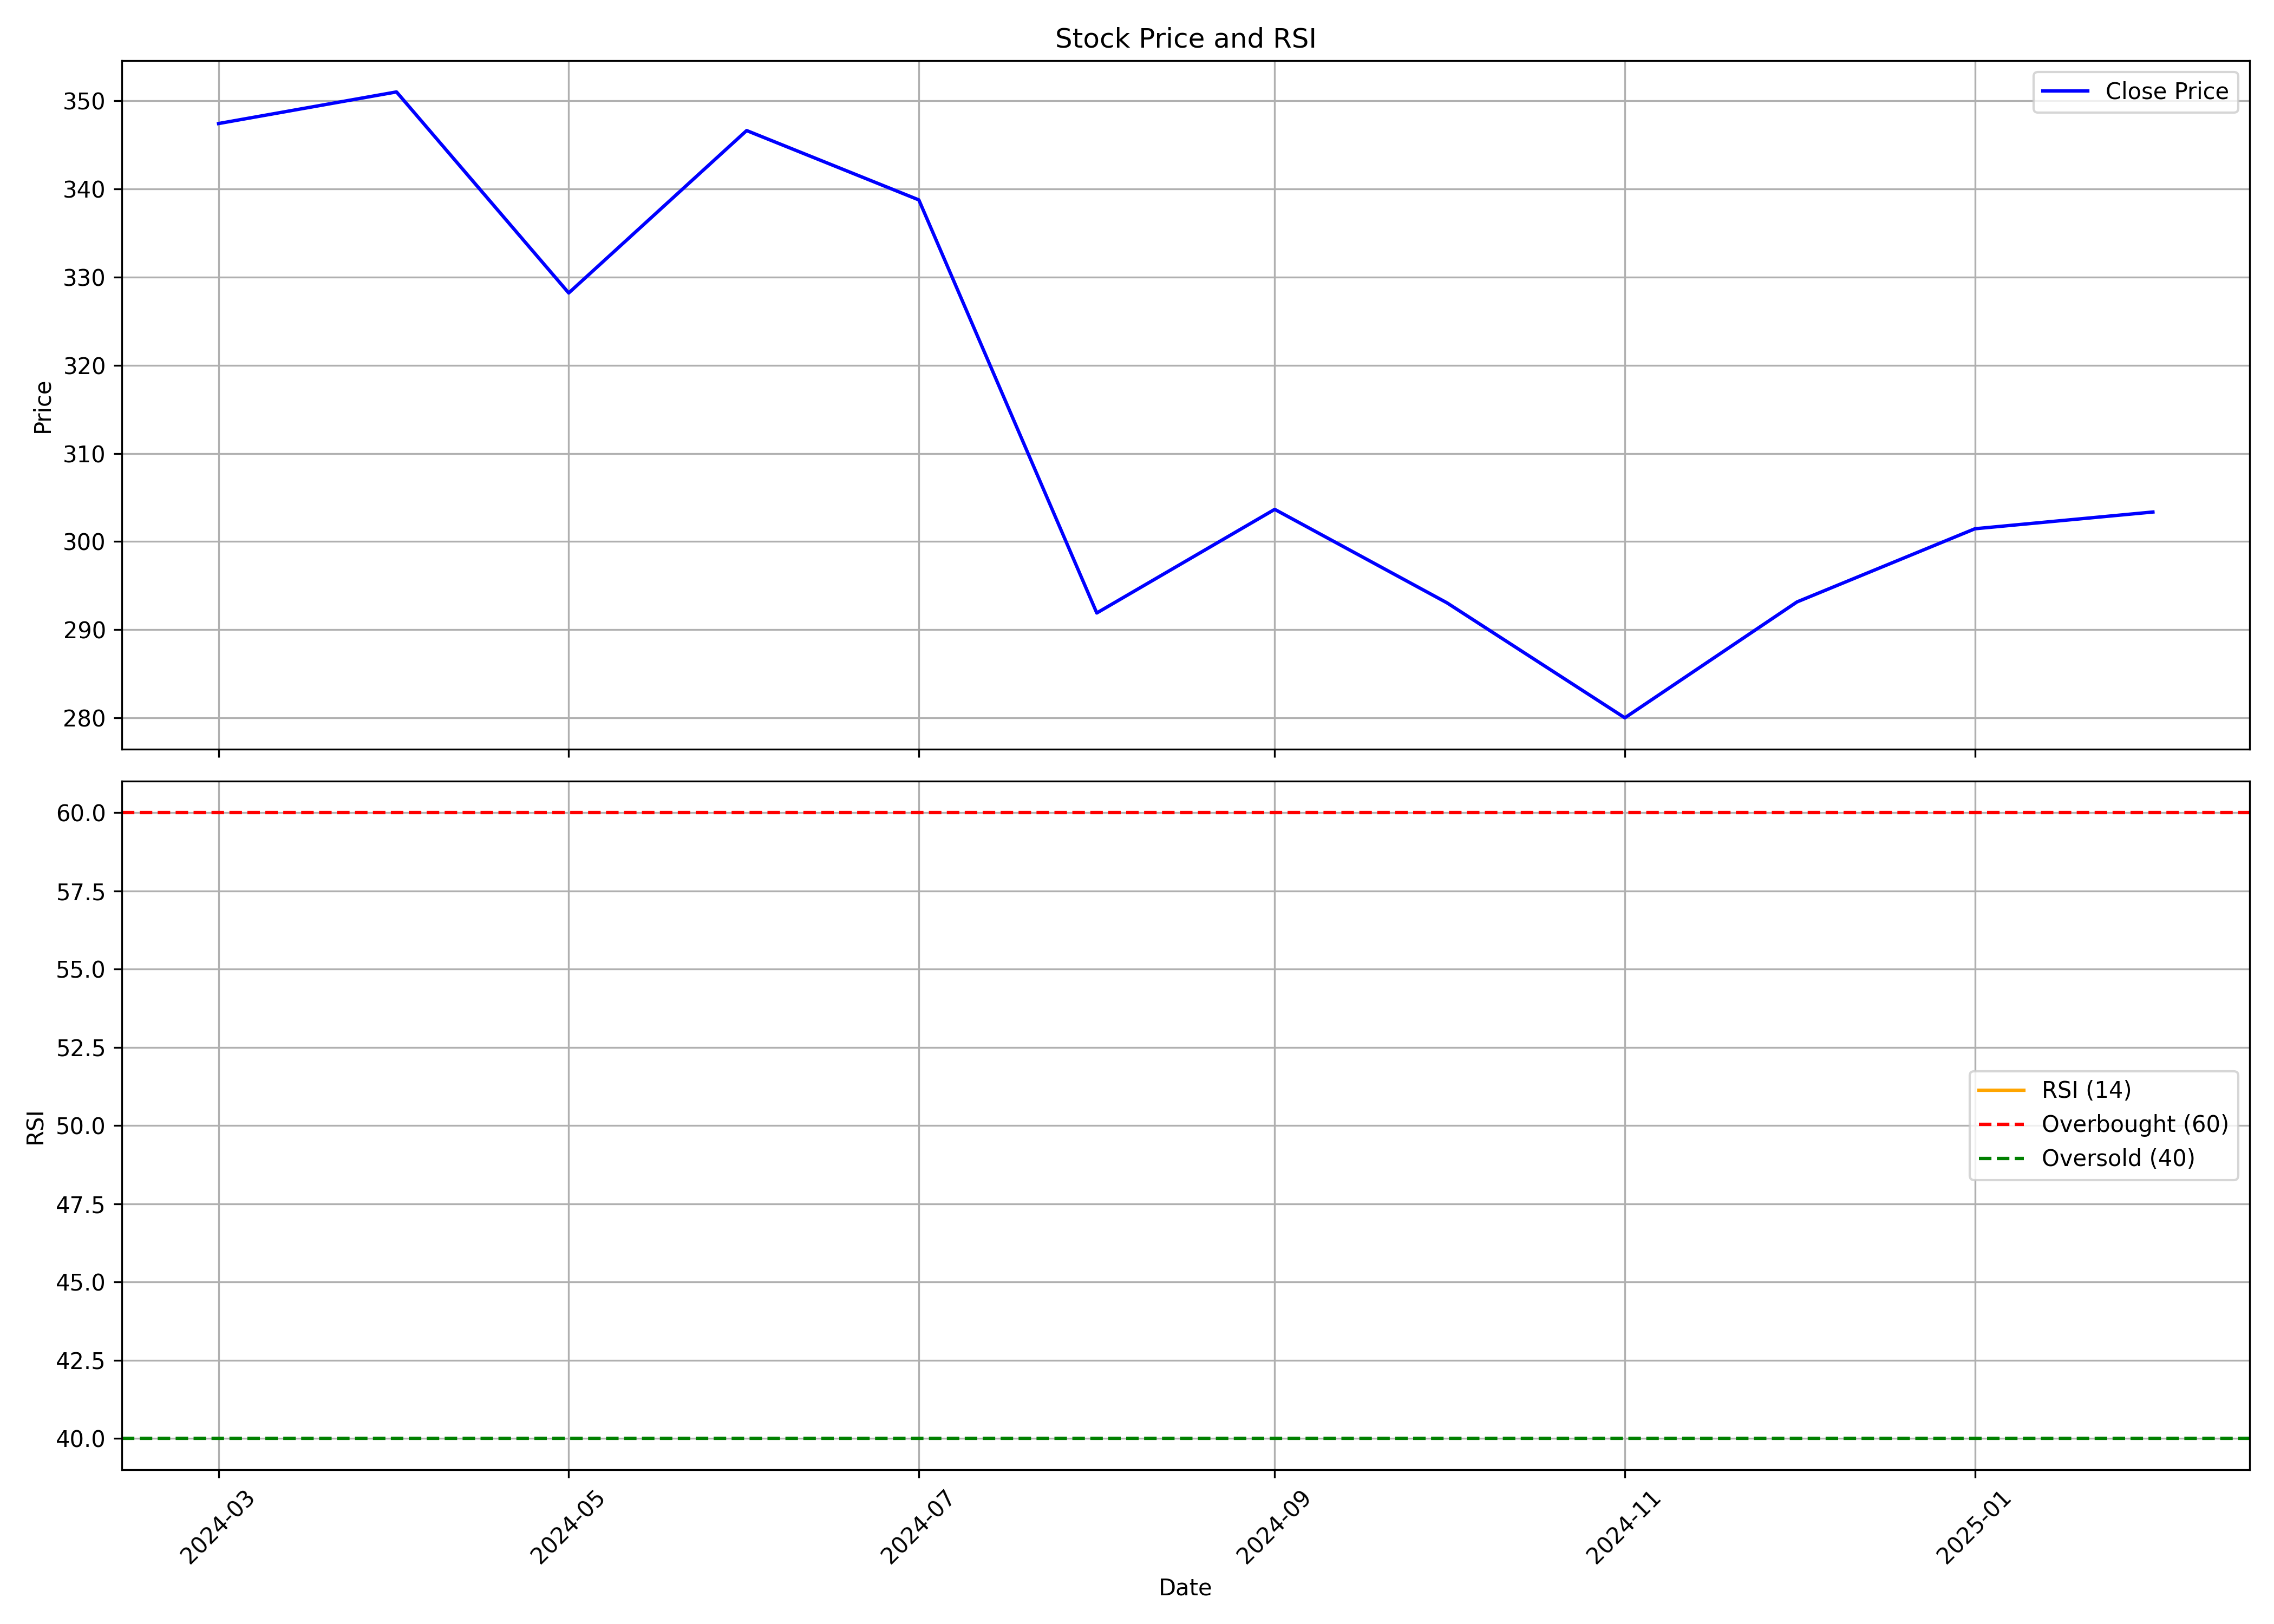 Stock Price and RSI
Close Price
350
340
330
320
310
300
290
280
Price
60.0
57.5
55.0
52.5
50.0
47.5
45.0
42.5
40.0
RSI
RSI (14)
Overbought (60)
Oversold (40)
2024-03
2024-05
2024-07
2024-09
2024-11
2025-01
Date